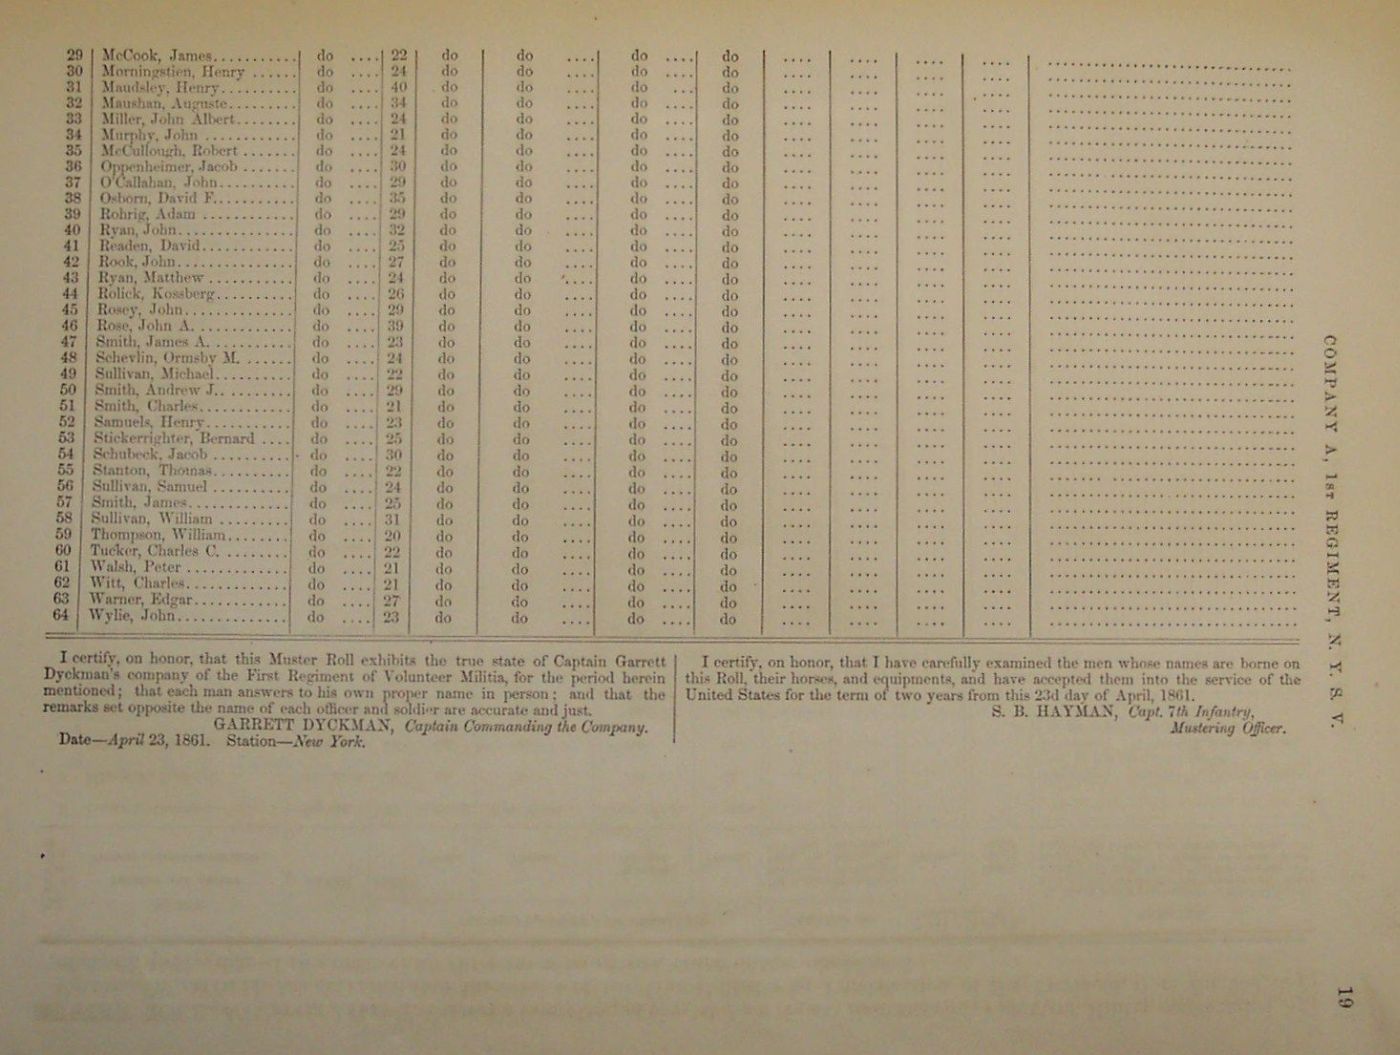 29 McCook, James........... do .... 22 do do .... do .... do .... .... .... .... ....
30 Morningstien, Henry ...... do .... 24 do do .... do .... do .... .... .... .... ....
31 Maudsley, Henry.......... do .... 40 do do .... do ... do .... .... .... .... ....
32 Maushan, Auguste......... do .... 34 do do .... do .... do .... .... .... .... ....
33 Miller, John Albert........ do .... 24 do do .... do .... do .... .... .... .... ....
34 Murphy, John ............ do .... 21 do do .... do .... do .... .... .... .... ....
35 McCullough, Robert ....... do .... 24 do do .... do .... do .... .... .... .... ....
36 Oppenheimer, Jacob ....... do .... 30 do do .... do .... do .... .... .... .... ....
37 O'Callahan, John.......... do .... 29 do do .... do .... do .... .... .... .... ....
38 Osborn, David F........... do .... 35 do do .... do .... do .... .... .... .... ....
39 Rohrig, Adam ............ do .... 29 do do .... do .... do .... .... .... .... ....
40 Ryan, John............... do .... 32 do do .... do .... do .... .... .... .... ....
41 Readen, David............ do .... 25 do do .... do .... do .... .... .... .... ....
42 Rook, John............... do .... 27 do do .... do .... do .... .... .... .... ....
43 Ryan, Matthew ........... do .... 24 do do .... do .... do .... .... .... .... ....
44 Rolick, Kossberg.......... do .... 26 do do .... do .... do .... .... .... .... ....
45 Rosey, John.............. do .... 29 do do .... do .... do .... .... .... .... ....
46 Rose, John A. ............ do .... 39 do do .... do .... do .... .... .... .... ....
47 Smith, James A. .......... do .... 23 do do .... do .... do .... .... .... .... ....
48 Schevlin, Ormsby M. ...... do .... 24 do do .... do .... do .... .... .... .... ....
49 Sullivan, Michael.......... do .... 22 do do .... do .... do .... .... .... .... ....
50 Smith, Andrew J.. ........ do .... 29 do do .... do .... do .... .... .... .... ....
51 Smith, Charles............ do .... 21 do do .... do .... do .... .... .... .... ....
52 Samuels, Henry........... do .... 23 do do .... do .... do .... .... .... .... ....
53 Stickerrighter, Bernard .... do .... 25 do do .... do .... do .... .... .... .... ....
54 Schubeck, Jacob .......... do .... 30 do do .... do .... do .... .... .... .... ....
55 Stanton, Thomas.......... do .... 22 do do .... do .... do .... .... .... .... ....
56 Sullivan, Samuel .......... do .... 24 do do .... do .... do .... .... .... .... ....
57 Smith, James............. do .... 25 do do .... do .... do .... .... .... .... ....
58 Sullivan, William ......... do .... 31 do do .... do .... do .... .... .... .... ....
59 Thompson, William........ do .... 20 do do .... do .... do .... .... .... .... ....
60 Tucker, Charles C. ........ do .... 22 do do .... do .... do .... .... .... .... ....
61 Walsh, Peter ............. do .... 21 do do .... do .... do .... .... .... .... ....
62 Witt, Charles............. do .... 21 do do .... do .... do .... .... .... .... ....
63 Warner, Edgar............ do .... 27 do do .... do .... do .... .... .... .... ....
64 Wylie, John.............. do .... 23 do do .... do .... do .... .... .... .... ....
I certify, on honor, that this Muster Roll exhibits the true state of Captain Garrett
Dyckman's company of the First Regiment of Volunteer Militia, for the period herein
mentioned; that each man answers to his own proper name in person; and that the
remarks set opposite the name of each officer and soldier are accurate and just.
GARRETT DYCKMAN, Captain Commanding the Company.
Date—April 23, 1861. Station—New York.
I certify, on honor, that I have carefully examined the men whose names are borne on
this Roll, their horses, and equipments, and have accepted them into the service of the
United States for the term of two years from this 23d day of April, 1861.
S. B. HAYMAN, Capt. 7th Infantry,
Mustering Officer.
COMPANY A, 1ST REGIMENT, N. Y. S. V.
19